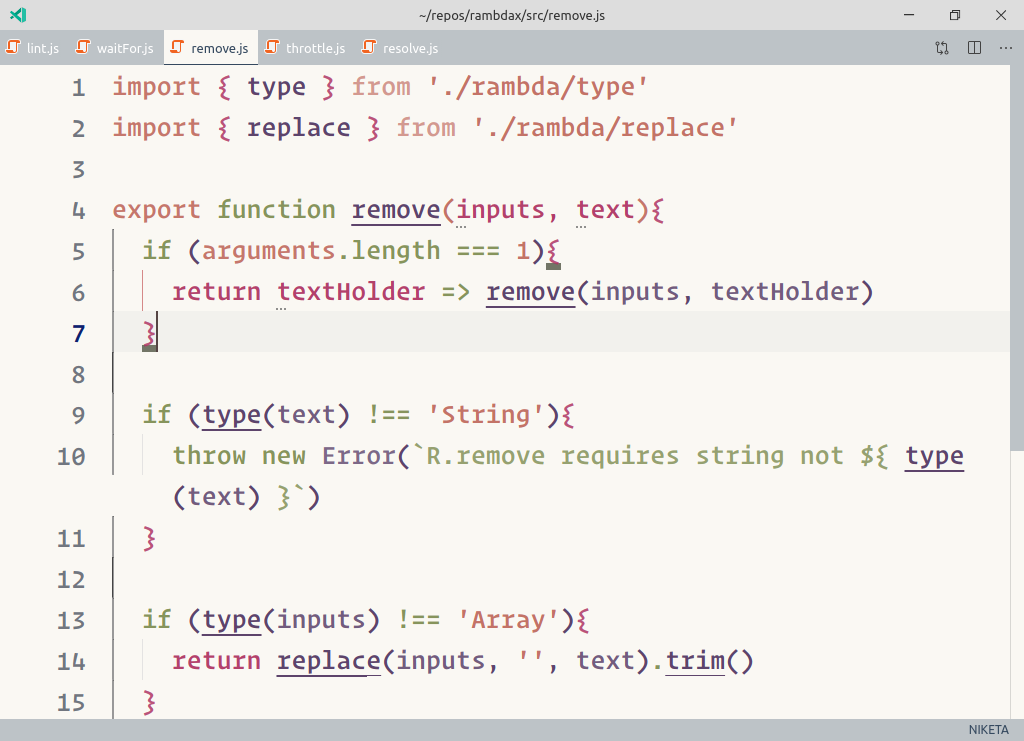 ~/repos/rambdax/src/remove.js
lint.js waitFor.js remove.js throttle.js resolve.js
1 import { type } from './rambda/type'
2 import { replace } from './rambda/replace'
3
4 export function remove(inputs, text){
5 if (arguments.length === 1){
6 return textHolder => remove(inputs, textHolder)
7 }
8
9 if (type(text) !== 'String'){
10 throw new Error(`R.remove requires string not ${ type
(text) }`)
11 }
12
13 if (type(inputs) !== 'Array'){
14 return replace(inputs, '', text).trim()
15 }
NIKETA